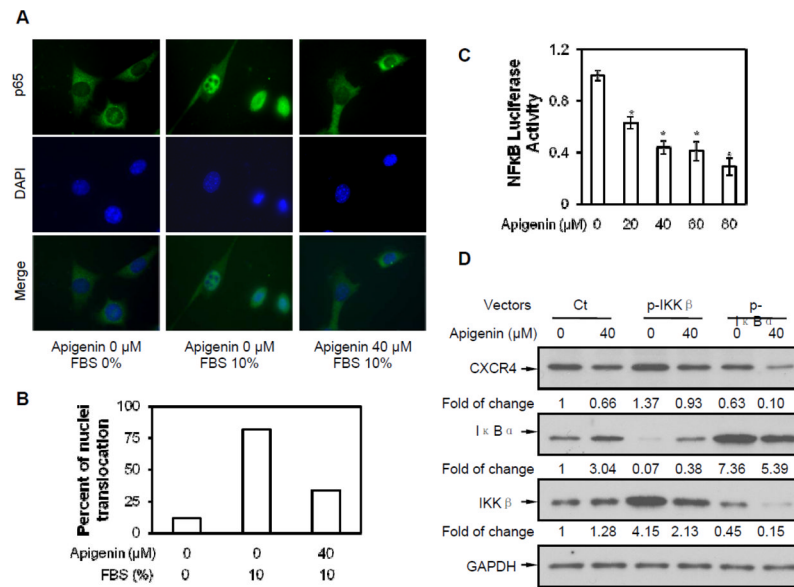 A
p65
DAPI
Merge
Apigenin 0 μM
FBS 0%
Apigenin 0 μM
FBS 10%
Apigenin 40 μM
FBS 10%
B
Percent of nuclei
translocation
100
75
50
25
0
Apigenin (μM) 0 0 40
FBS (%) 0 10 10
C
NFκB Luciferase
Activity
1.2
0.8
0.4
0
* * * *
Apigenin (μM) 0 20 40 60 80
D
Vectors Ct p-IKKβ p-
IκBα
Apigenin (μM) 0 40 0 40 0 40
CXCR4
Fold of change 1 0.66 1.37 0.93 0.63 0.10
IκBα
Fold of change 1 3.04 0.07 0.38 7.36 5.39
IKKβ
Fold of change 1 1.28 4.15 2.13 0.45 0.15
GAPDH